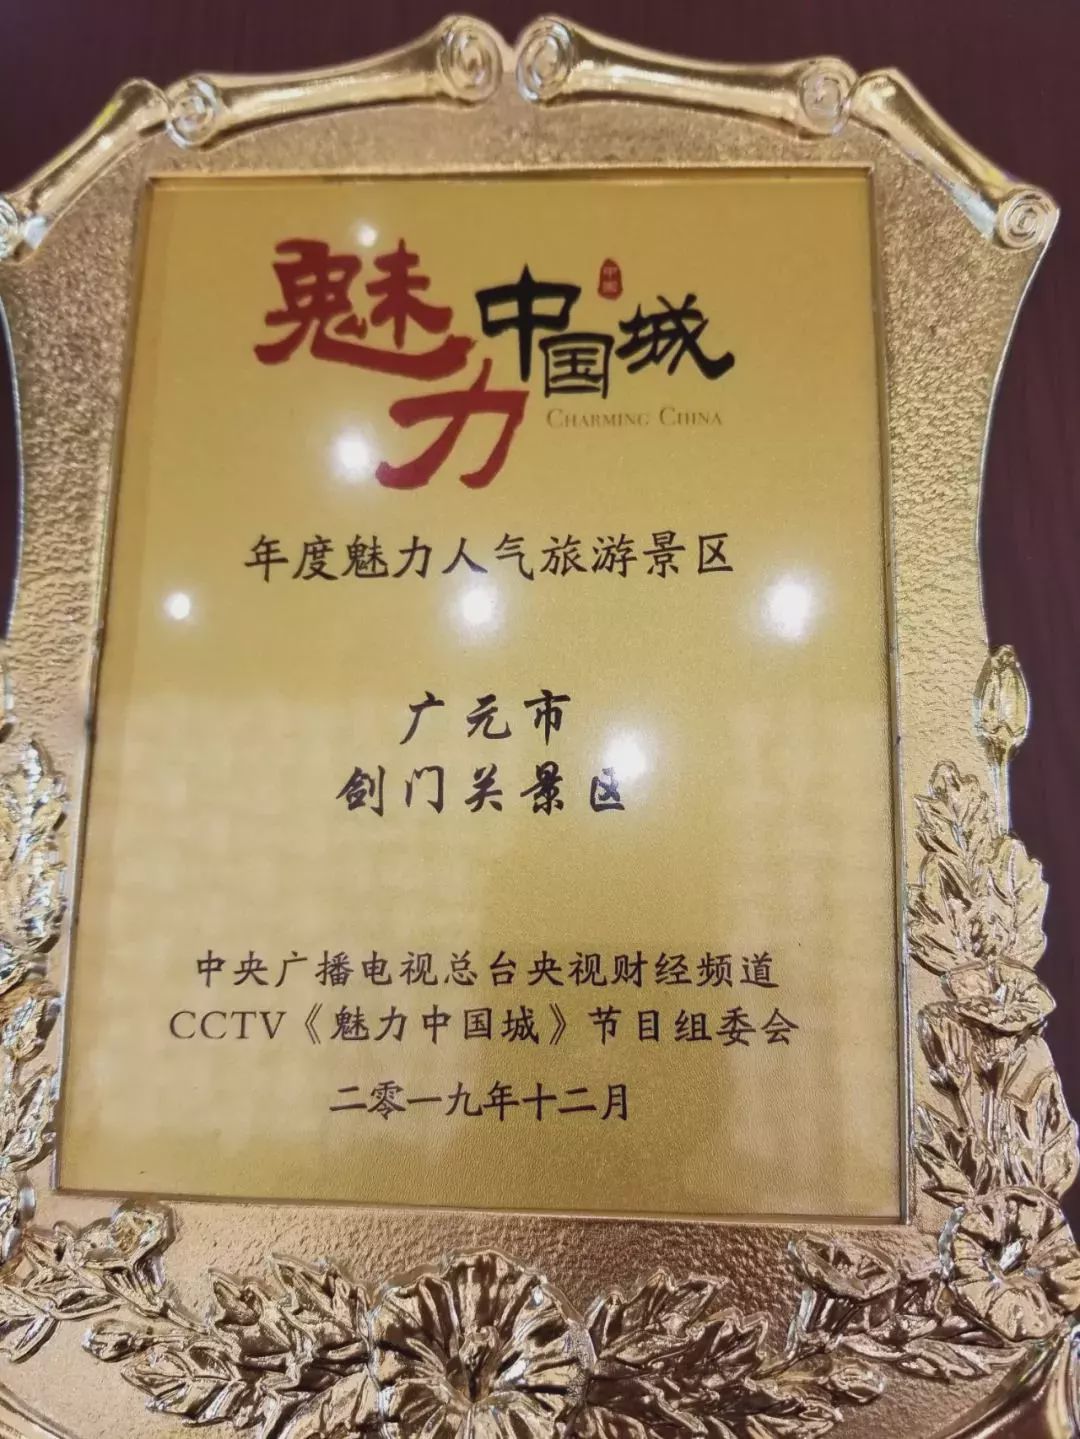 魅力中国城
中国
CHARMING CHINA
年度魅力人气旅游景区
广元市
剑门关景区
中央广播电视总台央视财经频道
CCTV《魅力中国城》节目组委会
二零一九年十二月